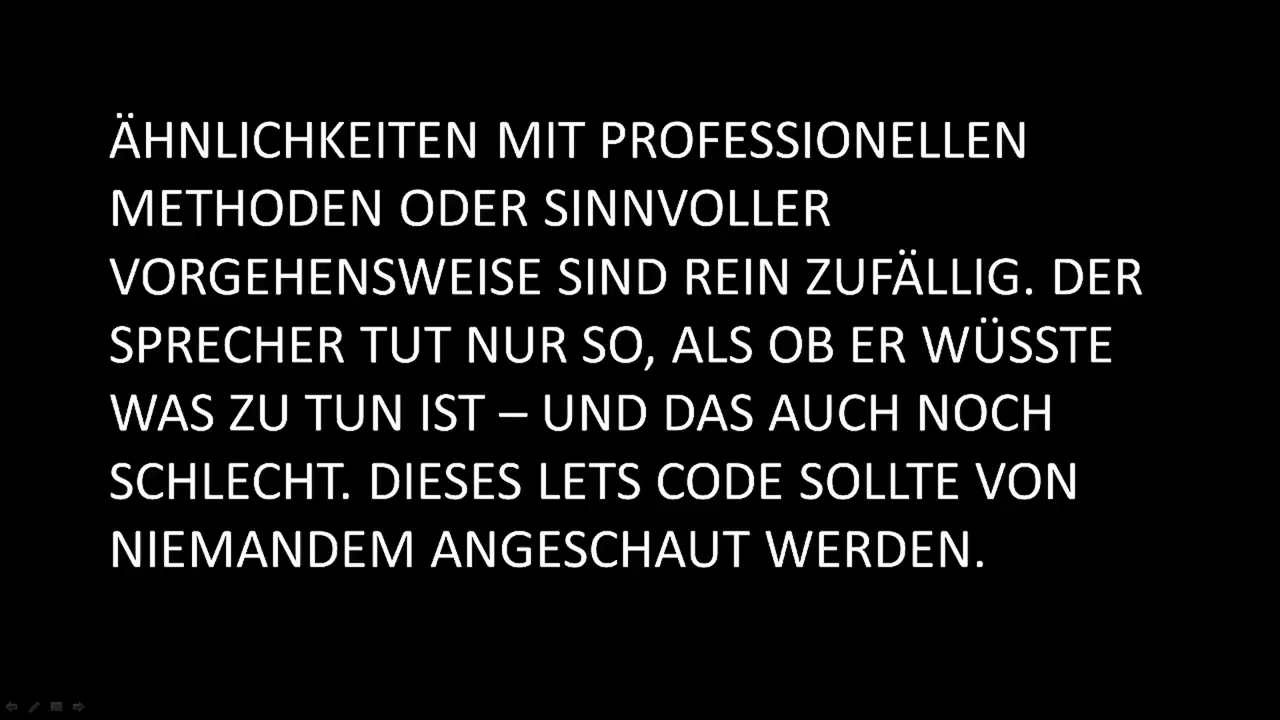 ÄHNLICHKEITEN MIT PROFESSIONELLEN
METHODEN ODER SINNVOLLER
VORGEHENSWEISE SIND REIN ZUFÄLLIG. DER
SPRECHER TUT NUR SO, ALS OB ER WÜSSTE
WAS ZU TUN IST – UND DAS AUCH NOCH
SCHLECHT. DIESES LETS CODE SOLLTE VON
NIEMANDEM ANGESCHAUT WERDEN.